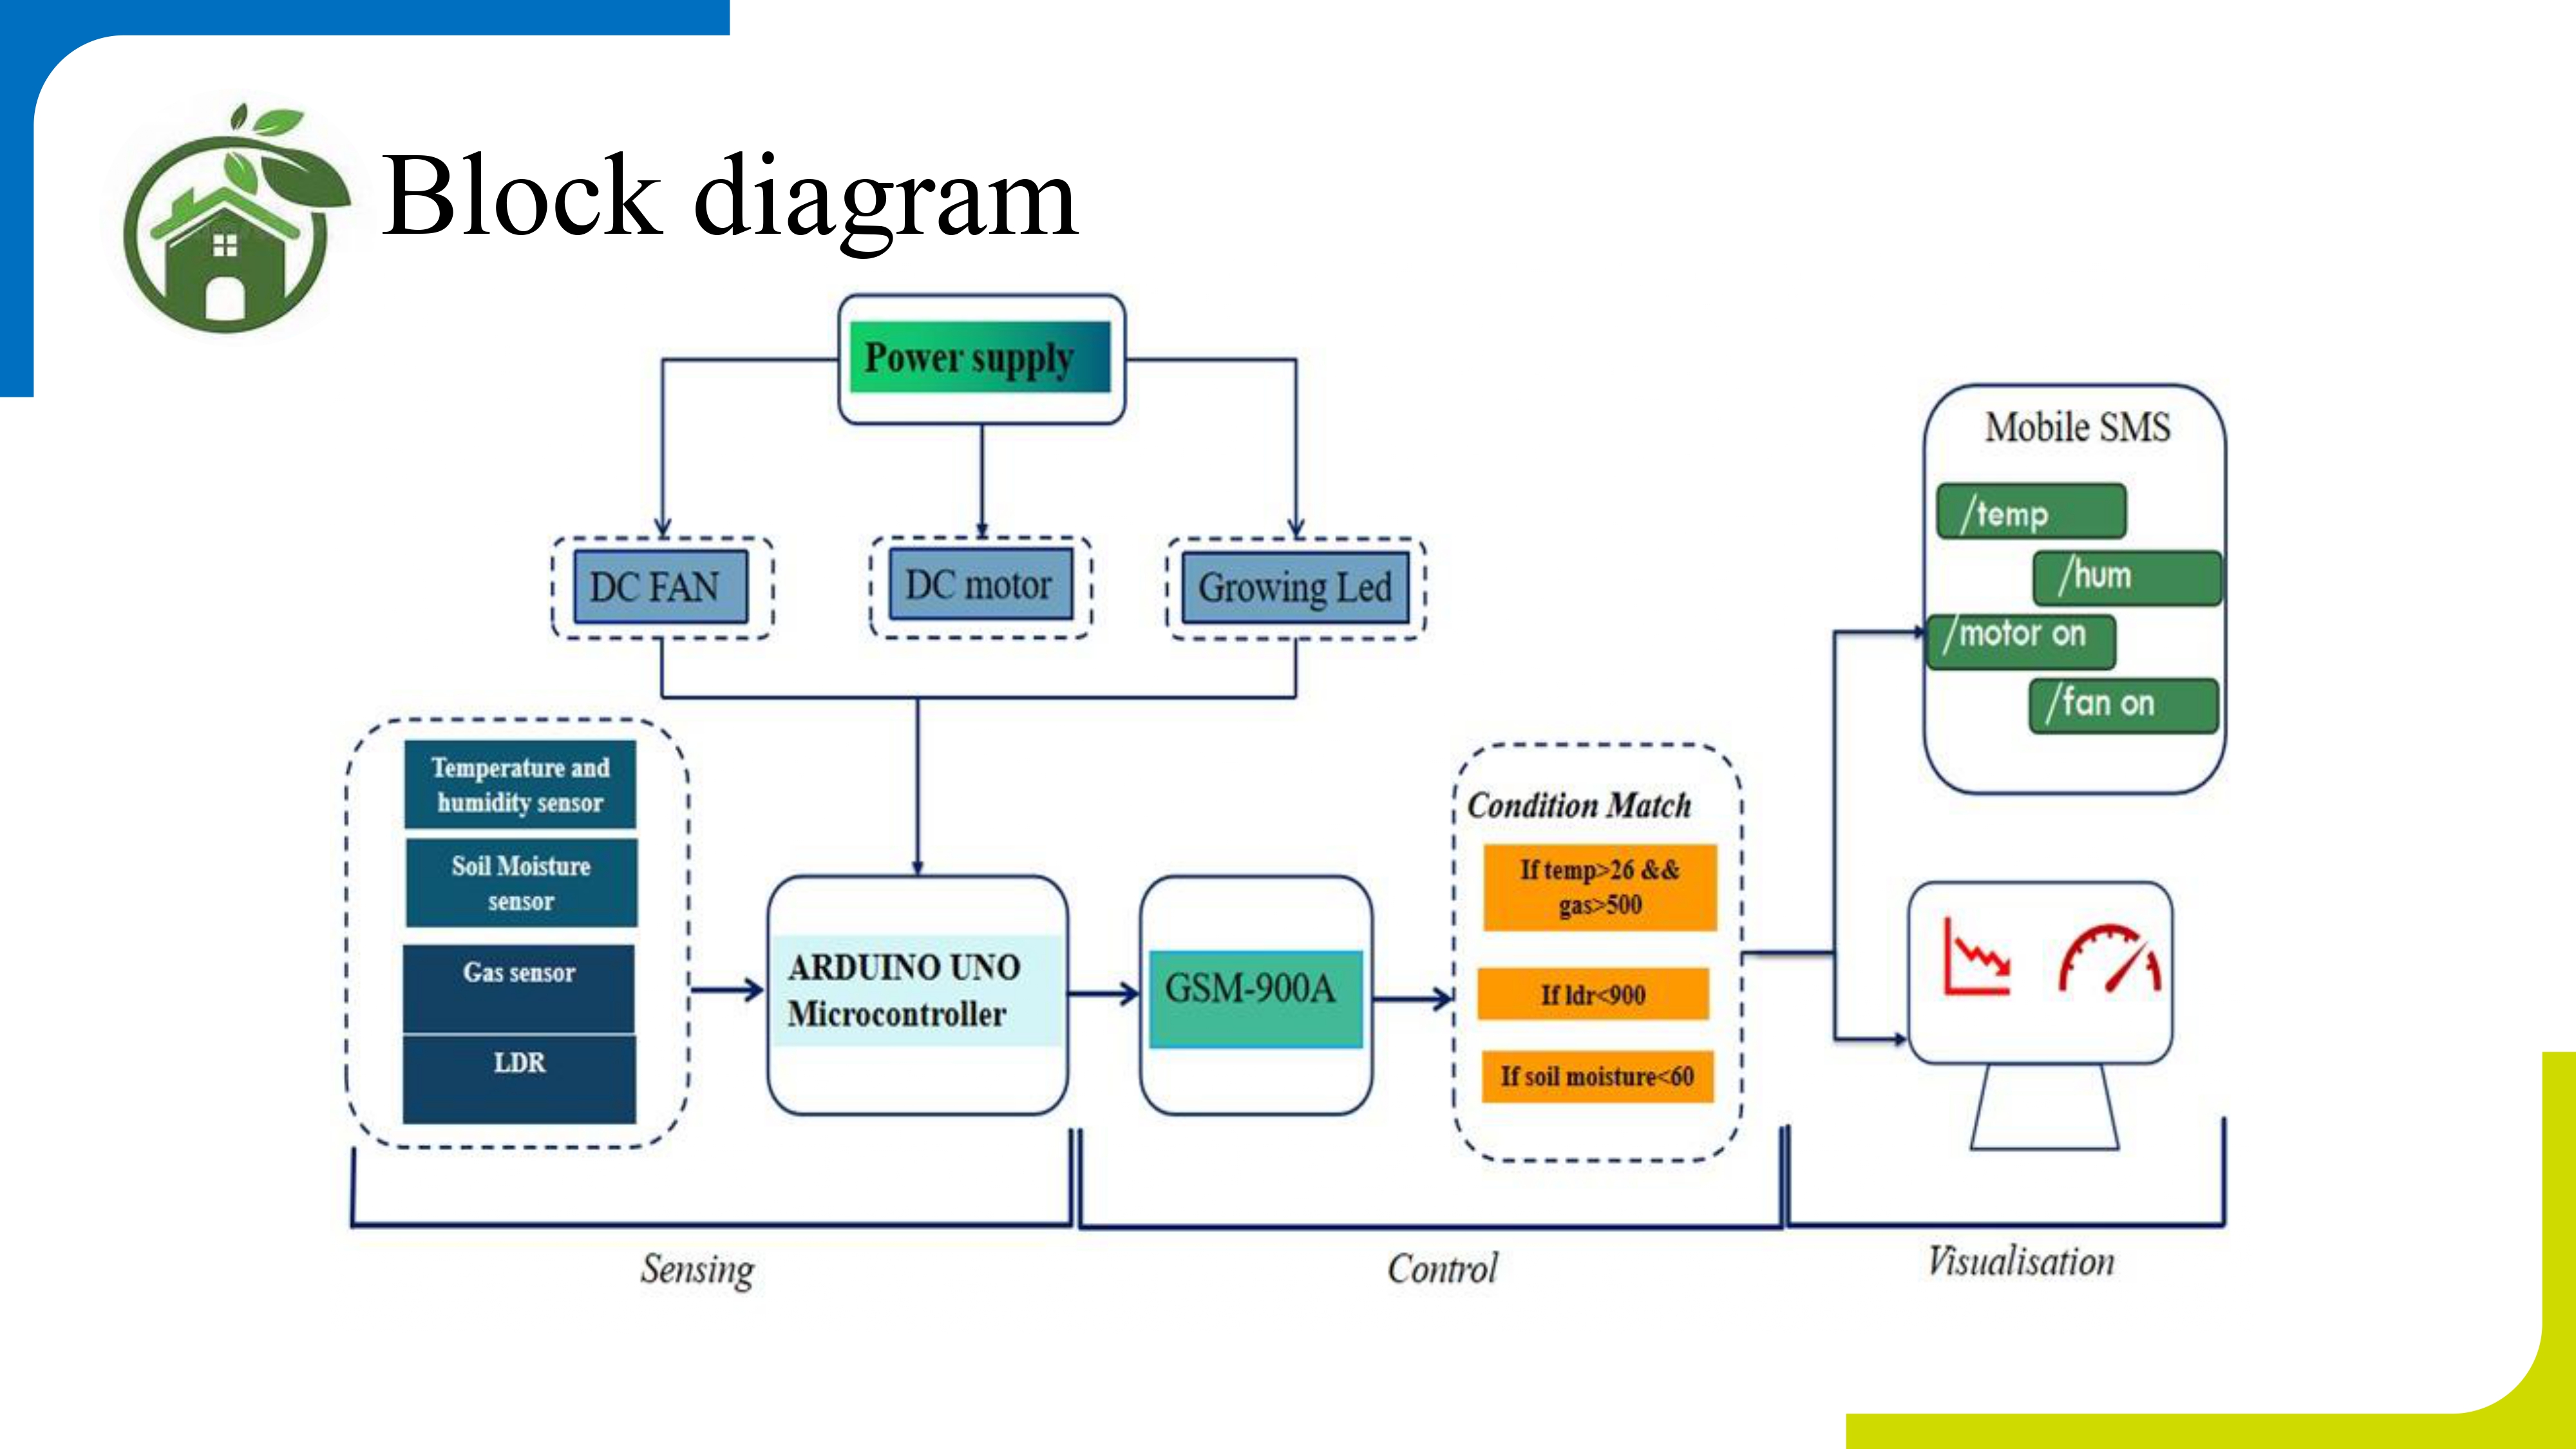 Block diagram
Power supply
DC FAN
DC motor
Growing Led
Temperature and
humidity sensor
Soil Moisture
sensor
Gas sensor
LDR
ARDUINO UNO
Microcontroller
GSM-900A
Condition Match
If temp>26 &&
gas>500
If ldr<900
If soil moisture<60
Mobile SMS
/temp
/hum
/motor on
/fan on
Sensing
Control
Visualisation